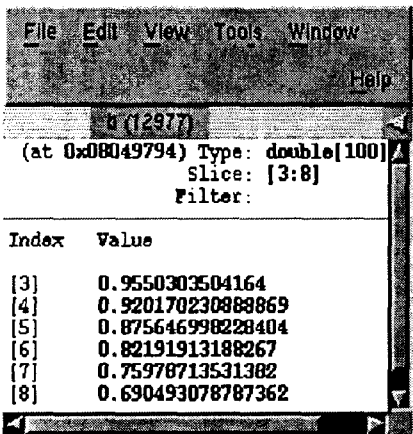 File Edit View Tools Window
Help
b (12977)
(at 0x08049794) Type: double[100]
Slice: [3:8]
Filter:
Index Value
[3] 0.9550303504164
[4] 0.920170230888869
[5] 0.875646998228404
[6] 0.82191913188267
[7] 0.75978713531382
[8] 0.690493078787362